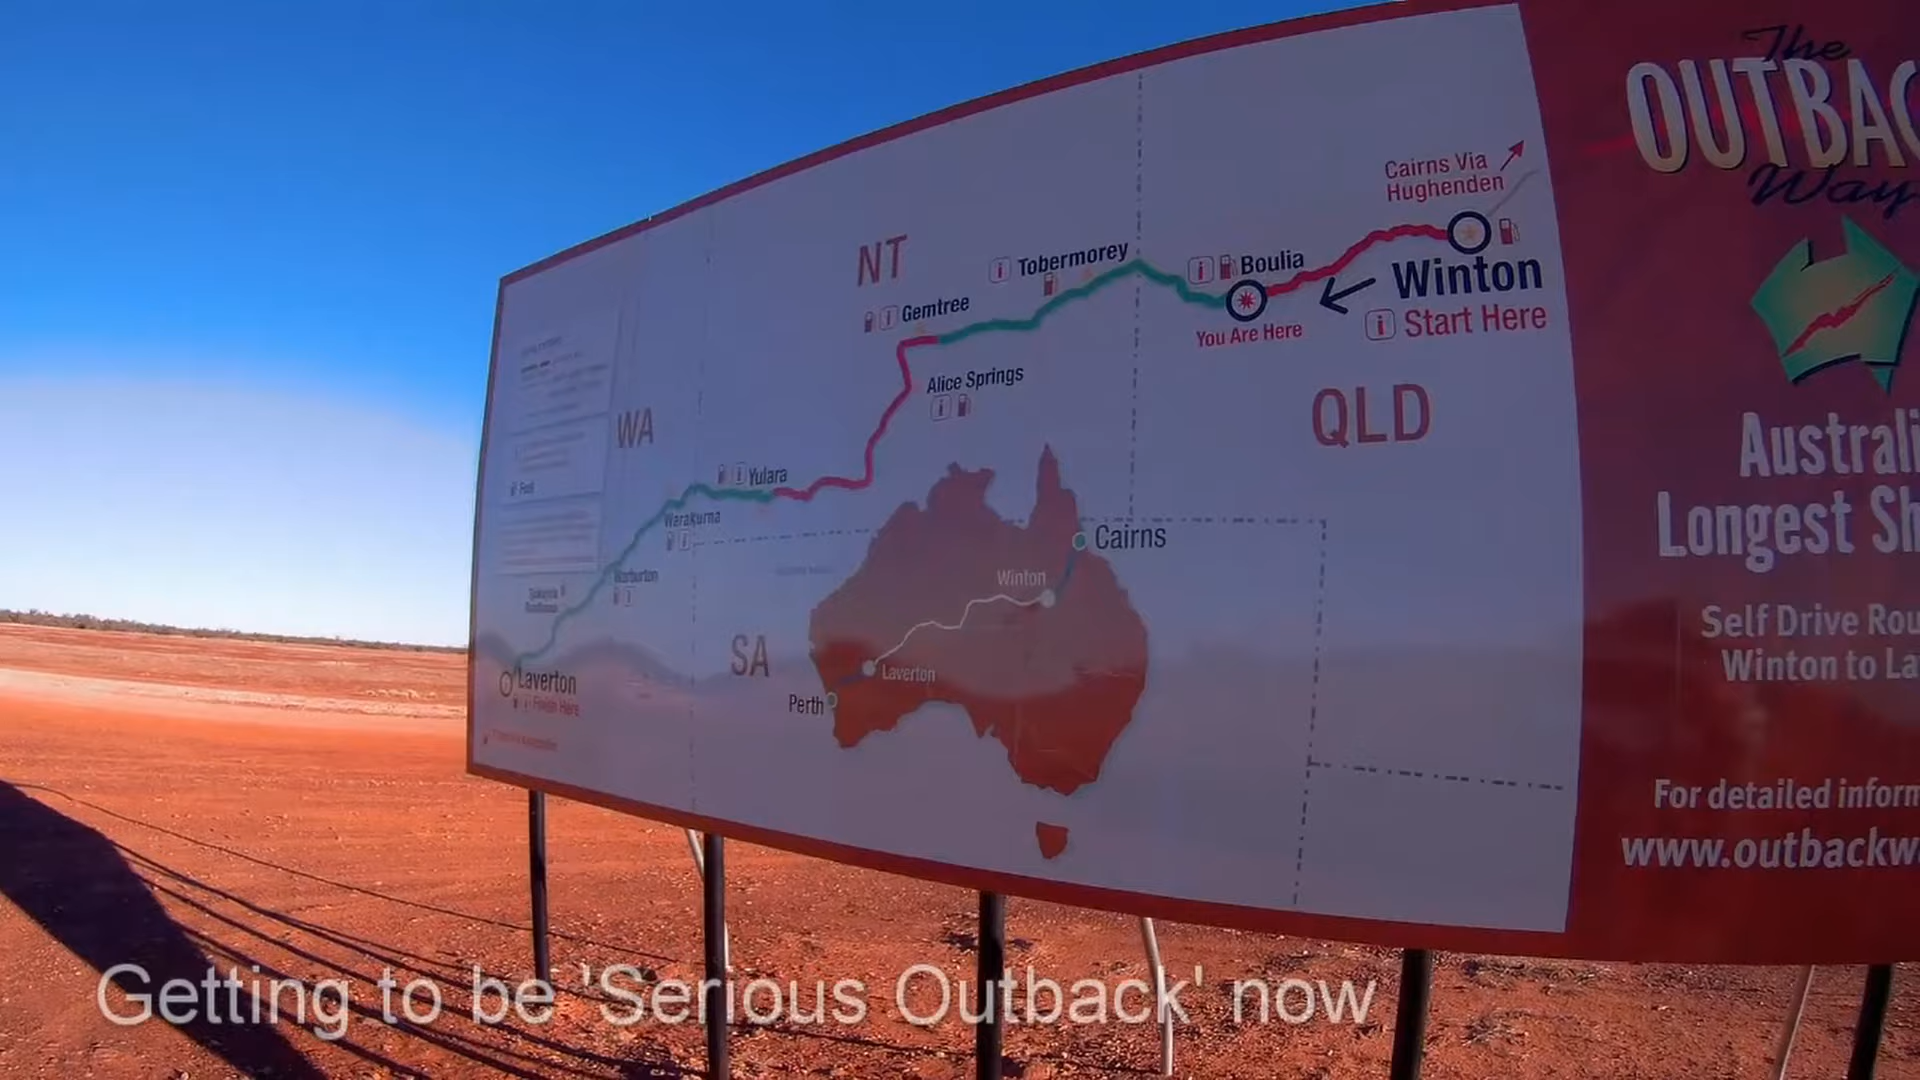 The
OUTBAC
Way
Cairns Via
Hughenden
NT
Tobermorey
Boulia
Winton
Start Here
You Are Here
Gemtree
Alice Springs
QLD
WA
Yulara
Warakurna
Warburton
Fuel
Cairns
Winton
SA
Laverton
Perth
Laverton
Finish Here
Australi
Longest Sh
Self Drive Rou
Winton to La
For detailed inform
www.outbackw
Getting to be 'Serious Outback' now